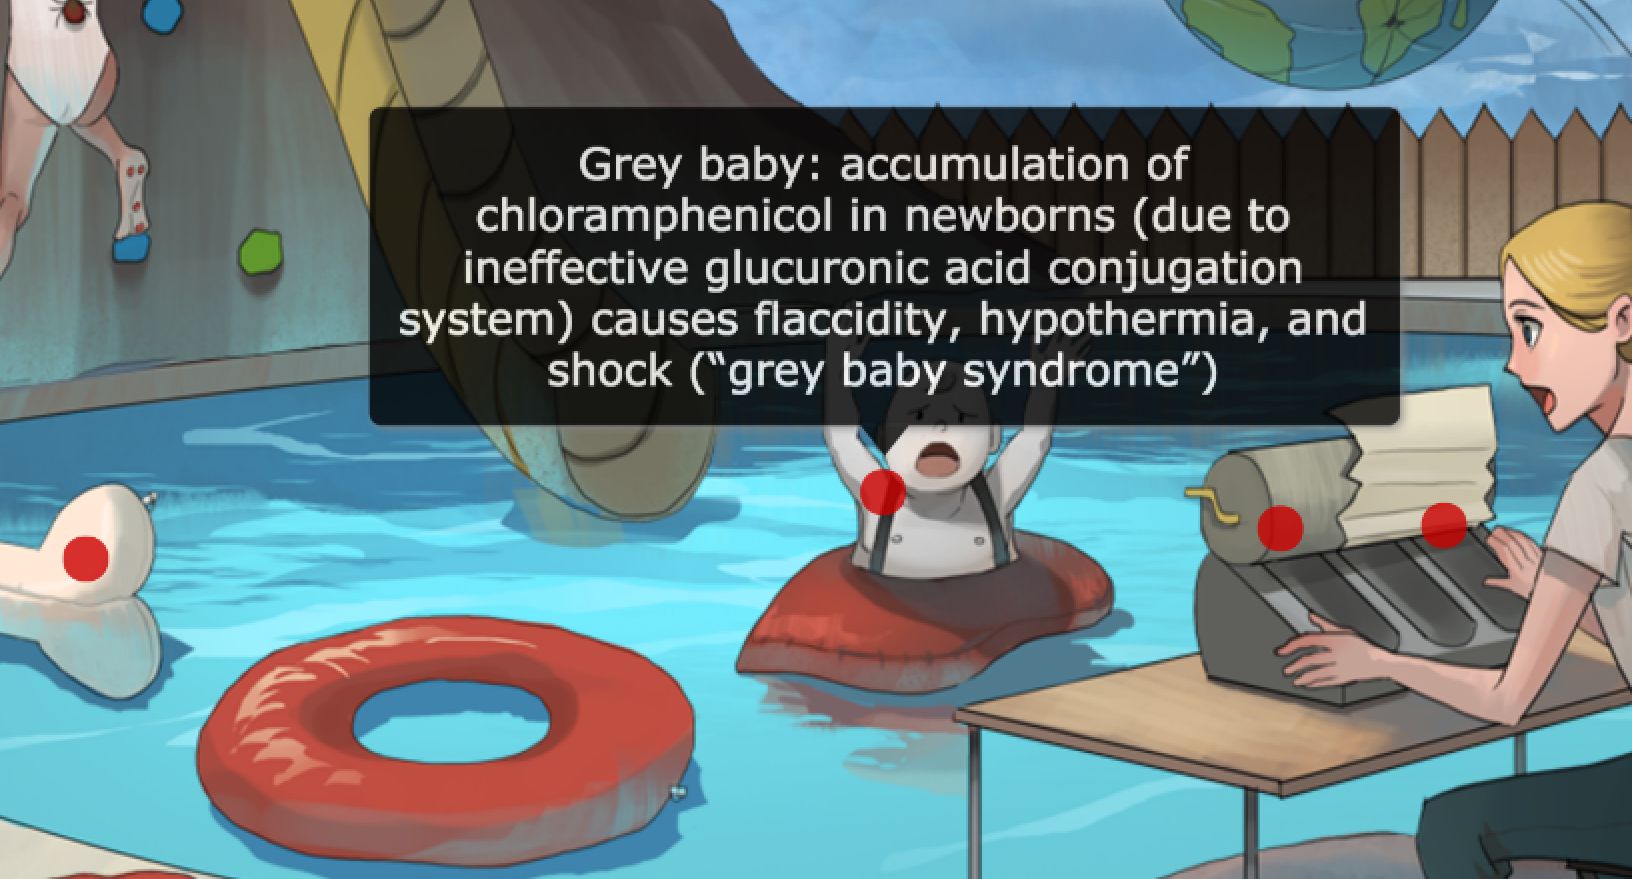 Grey baby: accumulation of
chloramphenicol in newborns (due to
ineffective glucuronic acid conjugation
system) causes flaccidity, hypothermia, and
shock (“grey baby syndrome”)